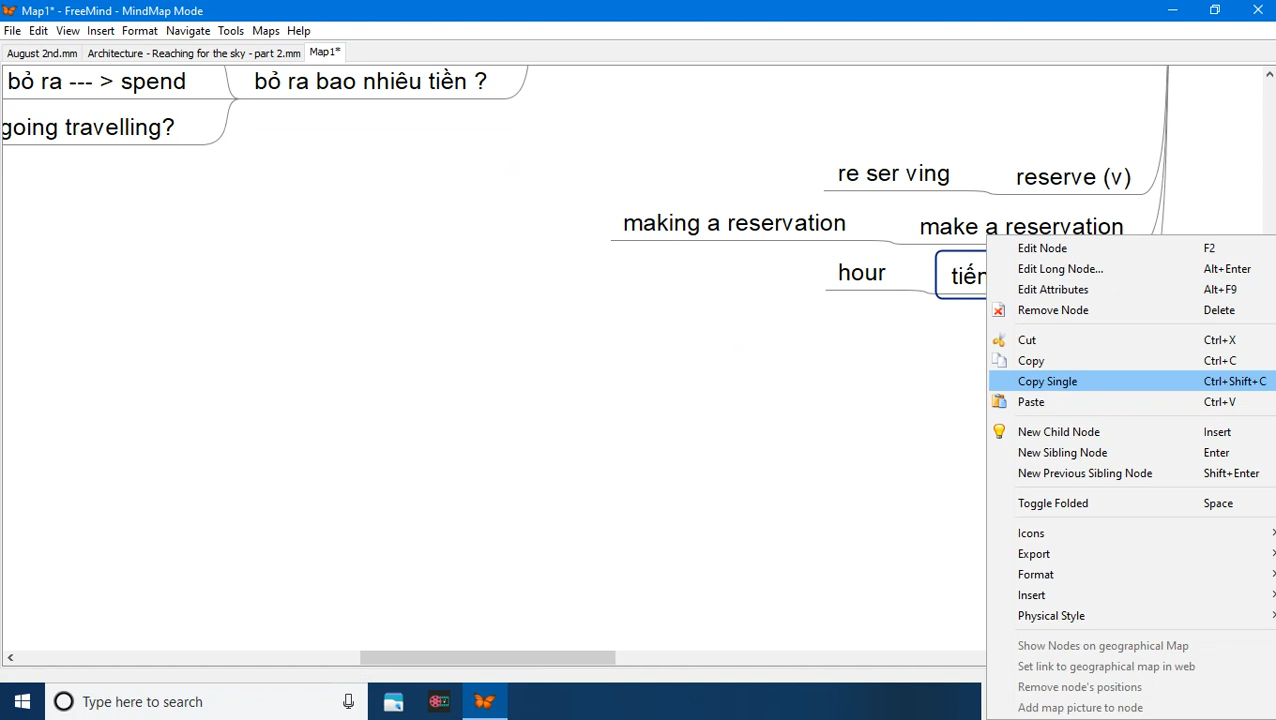 Map1* - FreeMind - MindMap Mode
File Edit View Insert Format Navigate Tools Maps Help
August 2nd.mm Architecture - Reaching for the sky - part 2.mm Map1*
bỏ ra --- > spend bỏ ra bao nhiêu tiền ?
going travelling?
re ser ving reserve (v)
making a reservation make a reservation
hour tiến
Edit Node F2
Edit Long Node... Alt+Enter
Edit Attributes Alt+F9
Remove Node Delete
Cut Ctrl+X
Copy Ctrl+C
Copy Single Ctrl+Shift+C
Paste Ctrl+V
New Child Node Insert
New Sibling Node Enter
New Previous Sibling Node Shift+Enter
Toggle Folded Space
Icons
Export
Format
Insert
Physical Style
Show Nodes on geographical Map
Set link to geographical map in web
Remove node's positions
Add map picture to node
Type here to search